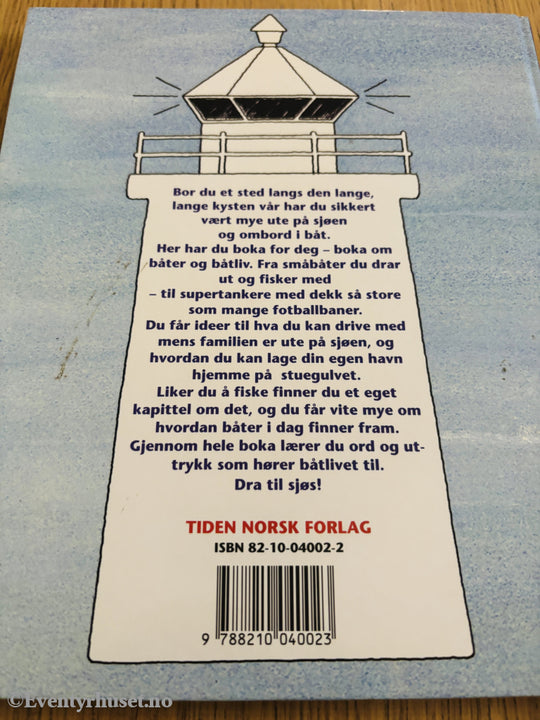 Bor du et sted langs den lange,
lange kysten vår har du sikkert
vært mye ute på sjøen
og ombord i båt.
Her har du boka for deg – boka om
båter og båtliv. Fra småbåter du drar
ut og fisker med
– til supertankere med dekk så store
som mange fotballbaner.
Du får ideer til hva du kan drive med
mens familien er ute på sjøen, og
hvordan du kan lage din egen havn
hjemme på stuegulvet.
Liker du å fiske finner du et eget
kapittel om det, og du får vite mye om
hvordan båter i dag finner fram.
Gjennom hele boka lærer du ord og ut-
trykk som hører båtlivet til.
Dra til sjøs!
TIDEN NORSK FORLAG
ISBN 82-10-04002-2
9 788210 040023
©Eventyrhuset.no